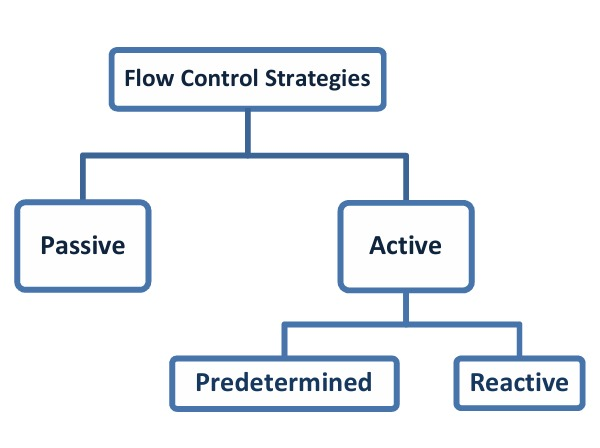 Flow Control Strategies
Passive
Active
Predetermined
Reactive